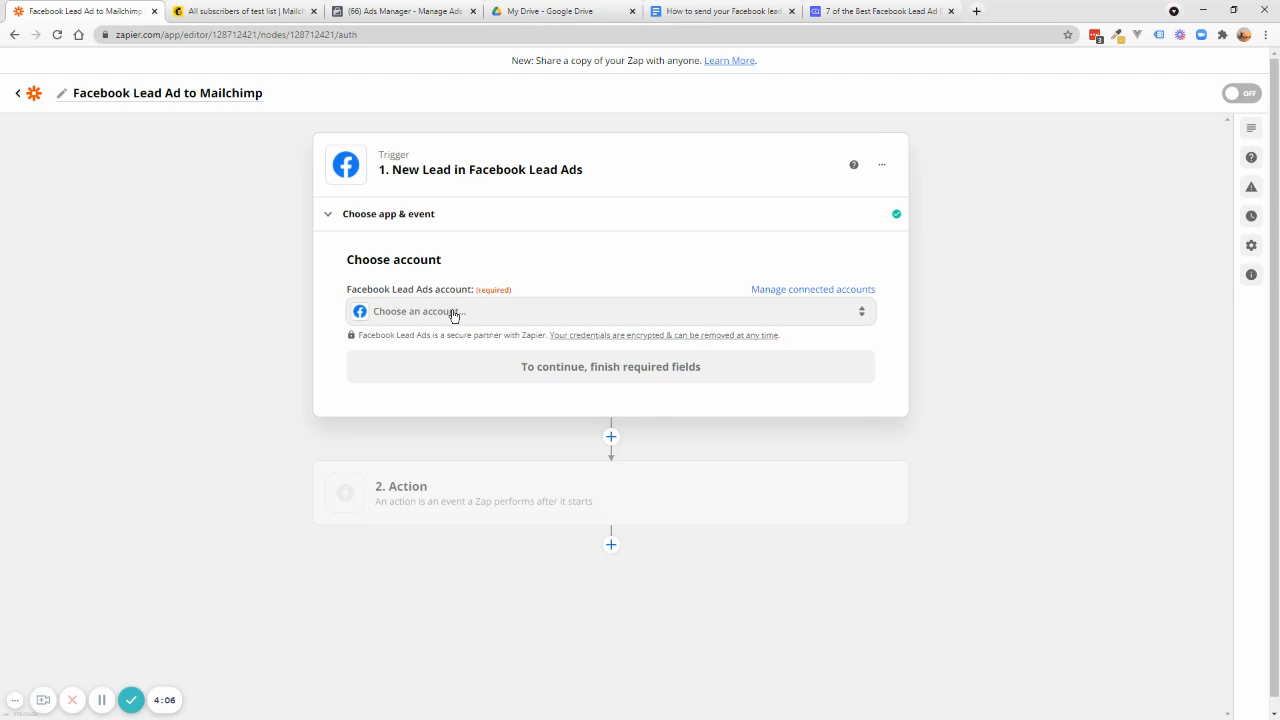 Facebook Lead Ad to Mailchimp
All subscribers of test list | Mailch
(66) Ads Manager - Manage Ads
My Drive - Google Drive
How to send your Facebook lead
7 of the Best Facebook Lead Ad E
zapier.com/app/editor/128712421/nodes/128712421/auth
3
New: Share a copy of your Zap with anyone. Learn More.
Facebook Lead Ad to Mailchimp
OFF
Trigger
1. New Lead in Facebook Lead Ads
Choose app & event
Choose account
Facebook Lead Ads account: (required)
Manage connected accounts
Choose an account...
Facebook Lead Ads is a secure partner with Zapier. Your credentials are encrypted & can be removed at any time.
To continue, finish required fields
2. Action
An action is an event a Zap performs after it starts
4:06